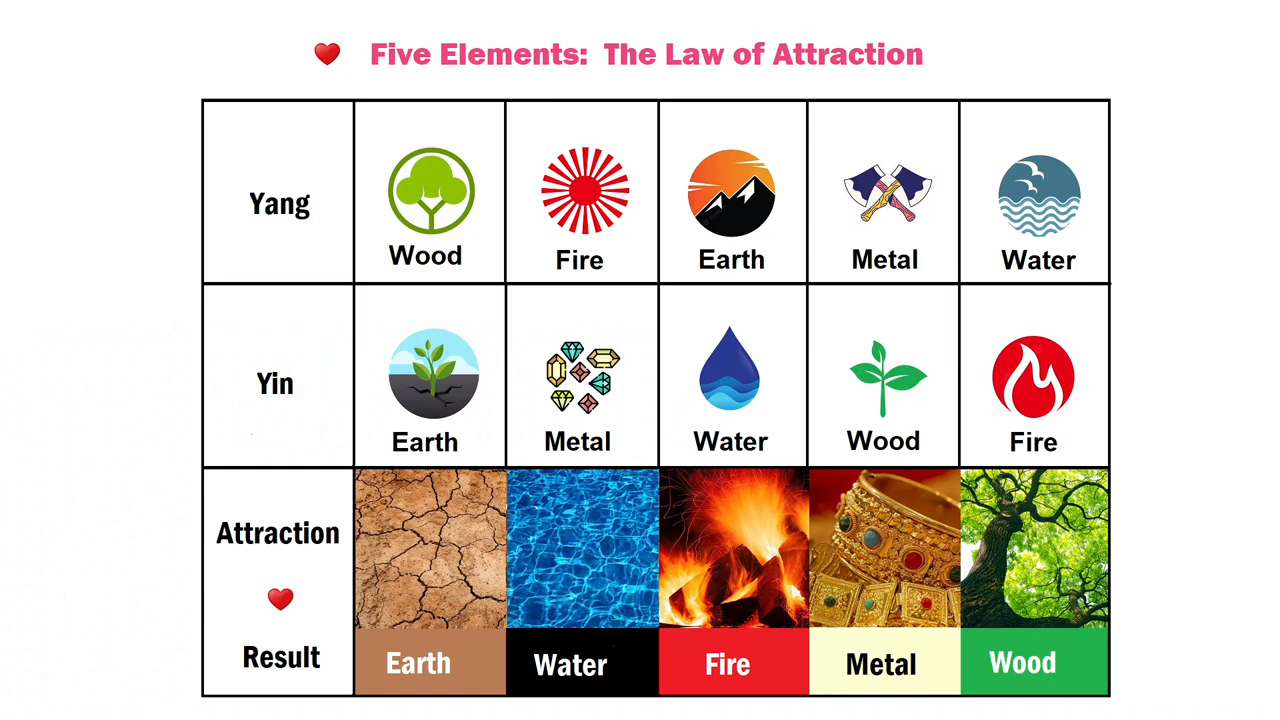 Five Elements: The Law of Attraction
Yang
Wood
Fire
Earth
Metal
Water
Yin
Earth
Metal
Water
Wood
Fire
Attraction
Result
Earth
Water
Fire
Metal
Wood